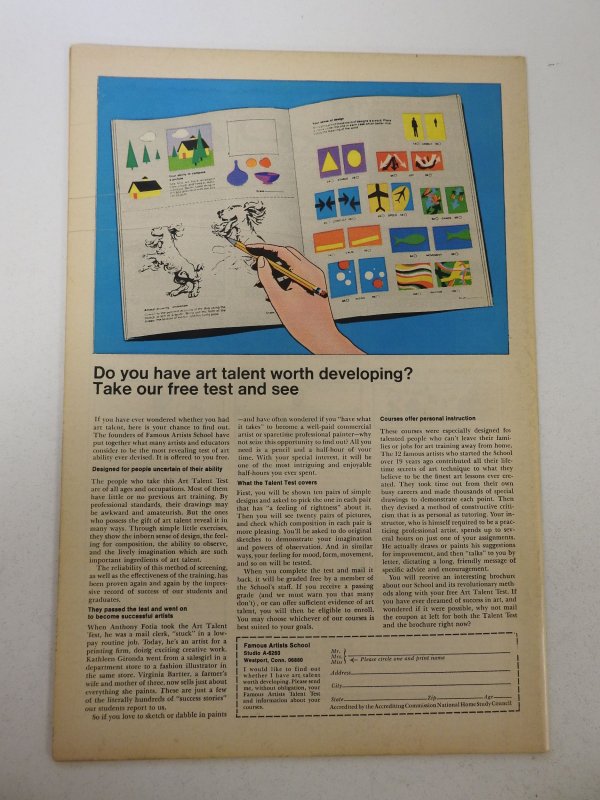 Your sense of design
Do you have art talent worth developing?
Take our free test and see
If you have ever wondered whether you had
art talent, here is your chance to find out.
The founders of Famous Artists School have
put together what many artists and educators
consider to be the most revealing test of art
ability ever devised. It is offered to you free.
Designed for people uncertain of their ability
The people who take this Art Talent Test
are of all ages and occupations. Most of them
have little or no previous art training. By
professional standards, their drawings may
be awkward and amateurish. But the ones
who possess the gift of art talent reveal it in
many ways. Through simple little exercises,
they show the inborn sense of design, the feel-
ing for composition, the ability to observe,
and the lively imagination which are such
important ingredients of art talent.
The reliability of this method of screening,
as well as the effectiveness of the training, has
been proven again and again by the impres-
sive record of success of our students and
graduates.
They passed the test and went on
to become successful artists
When Anthony Fotia took the Art Talent
Test, he was a mail clerk, "stuck" in a low-
pay routine job. Today, he's an artist for a
printing firm, doing exciting creative work.
Kathleen Gironda went from a salesgirl in a
department store to a fashion illustrator in
the same store. Virginia Bartter, a farmer's
wife and mother of three, now sells just about
everything she paints. These are just a few
of the literally hundreds of "success stories"
our students report to us.
So if you love to sketch or dabble in paints
—and have often wondered if you "have what
it takes" to become a well-paid commercial
artist or sparetime professional painter—why
not seize this opportunity to find out? All you
need is a pencil and a half-hour of your
time. With your special interest, it will be
one of the most intriguing and enjoyable
half-hours you ever spent.
What the Talent Test covers
First, you will be shown ten pairs of simple
designs and asked to pick the one in each pair
that has "a feeling of rightness" about it.
Then you will see twenty pairs of pictures,
and check which composition in each pair is
more pleasing. You'll be asked to do original
sketches to demonstrate your imagination
and powers of observation. And in similar
ways, your feeling for mood, form, movement,
and so on will be tested.
When you complete the test and mail it
back, it will be graded free by a member of
the School's staff. If you receive a passing
grade (and we must warn you that many
don't), or can offer sufficient evidence of art
talent, you will then be eligible to enroll.
You may choose whichever of our courses is
best suited to your goals.
Courses offer personal instruction
These courses were especially designed for
talented people who can't leave their fami-
lies or jobs for art training away from home.
The 12 famous artists who started the School
over 19 years ago contributed all their life-
time secrets of art technique to what they
believe to be the finest art lessons ever cre-
ated. They took time out from their own
busy careers and made thousands of special
drawings to demonstrate each point. Then
they devised a method of constructive criti-
cism that is as personal as tutoring. Your in-
structor, who is himself required to be a prac-
ticing professional artist, spends up to sev-
eral hours on just one of your assignments.
He actually draws or paints his suggestions
for improvement, and then "talks" to you by
letter, dictating a long, friendly message of
specific advice and encouragement.
You will receive an interesting brochure
about our School and its revolutionary meth-
ods along with your free Art Talent Test. If
you have ever dreamed of success in art, and
wondered if it were possible, why not mail
the coupon at left for both the Talent Test
and the brochure right now?
Famous Artists School
Studio A-6263
Westport, Conn. 06880
I would like to find out
whether I have art talent
worth developing. Please send
me, without obligation, your
Famous Artists Talent Test
and information about your
courses.
Mr.
Mrs.
Miss
Please circle one and print name
Address
City
State Zip Age
Accredited by the Accrediting Commission National Home Study Council